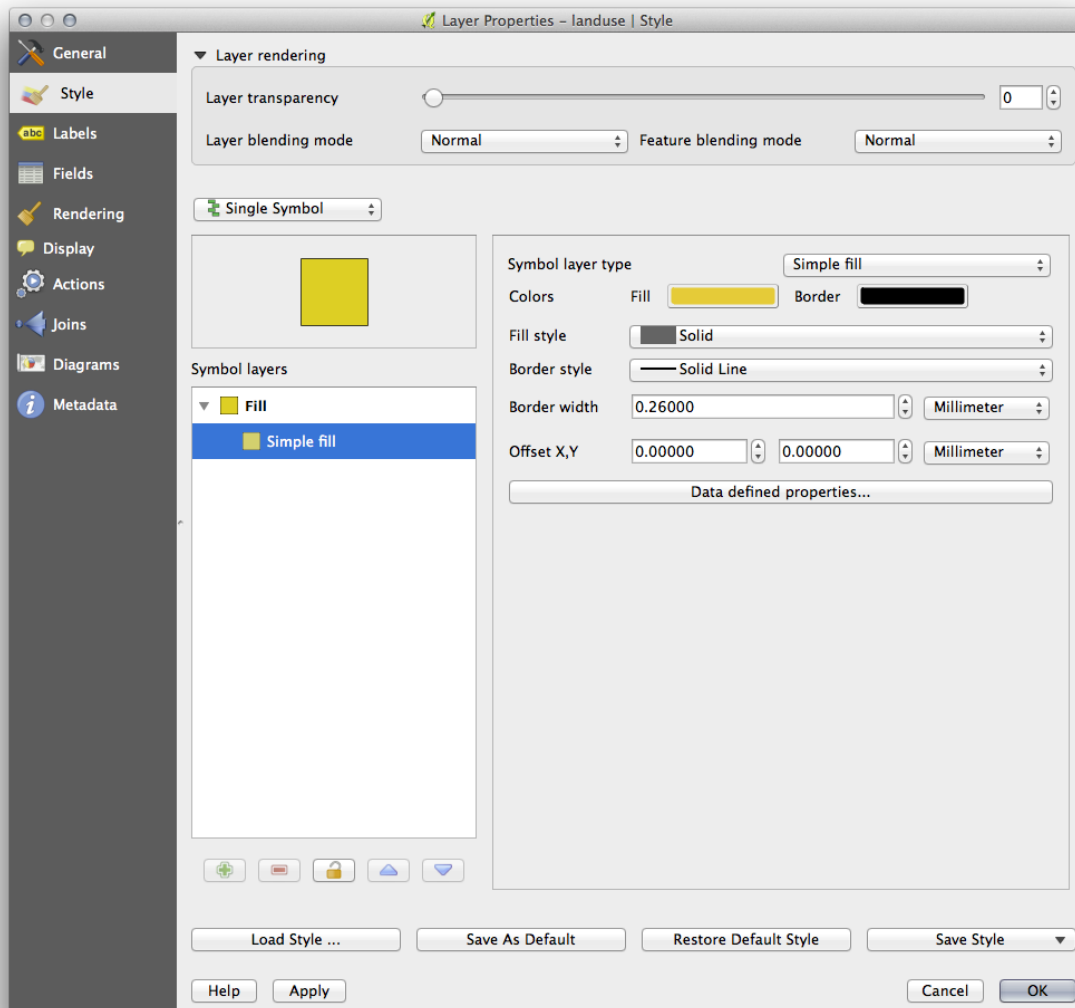 Layer Properties - landuse | Style
General
Style
abc Labels
Fields
Rendering
Display
Actions
Joins
Diagrams
i Metadata
Layer rendering
Layer transparency 0
Layer blending mode Normal Feature blending mode Normal
Single Symbol
Symbol layers
Fill
Simple fill
Symbol layer type Simple fill
Colors Fill Border
Fill style Solid
Border style Solid Line
Border width 0.26000 Millimeter
Offset X,Y 0.00000 0.00000 Millimeter
Data defined properties...
Load Style ... Save As Default Restore Default Style Save Style
Help Apply Cancel OK